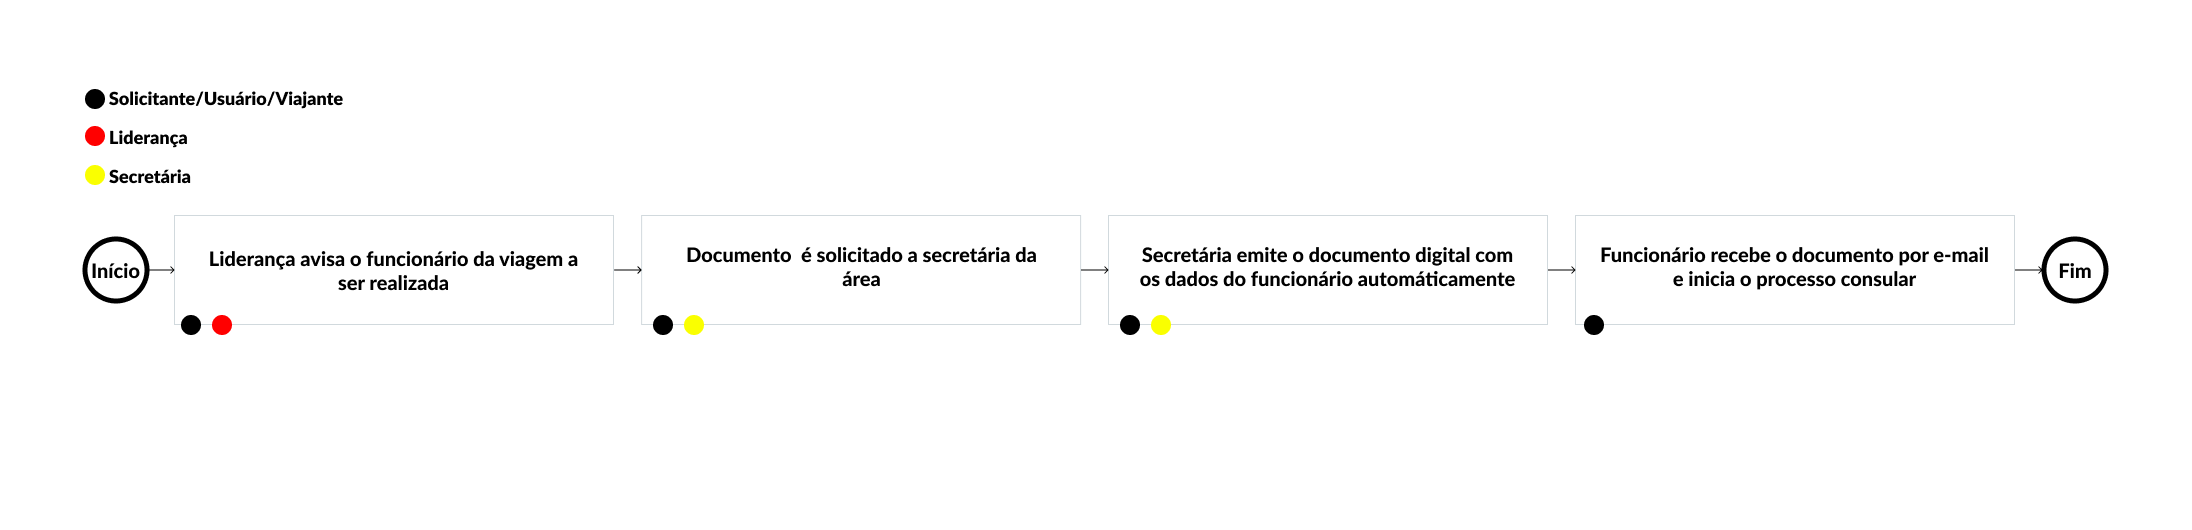 Solicitante/Usuário/Viajante
Liderança
Secretária
Início
Liderança avisa o funcionário da viagem a
ser realizada
Documento  é solicitado a secretária da
área
Secretária emite o documento digital com
os dados do funcionário automáticamente
Funcionário recebe o documento por e-mail
e inicia o processo consular
Fim